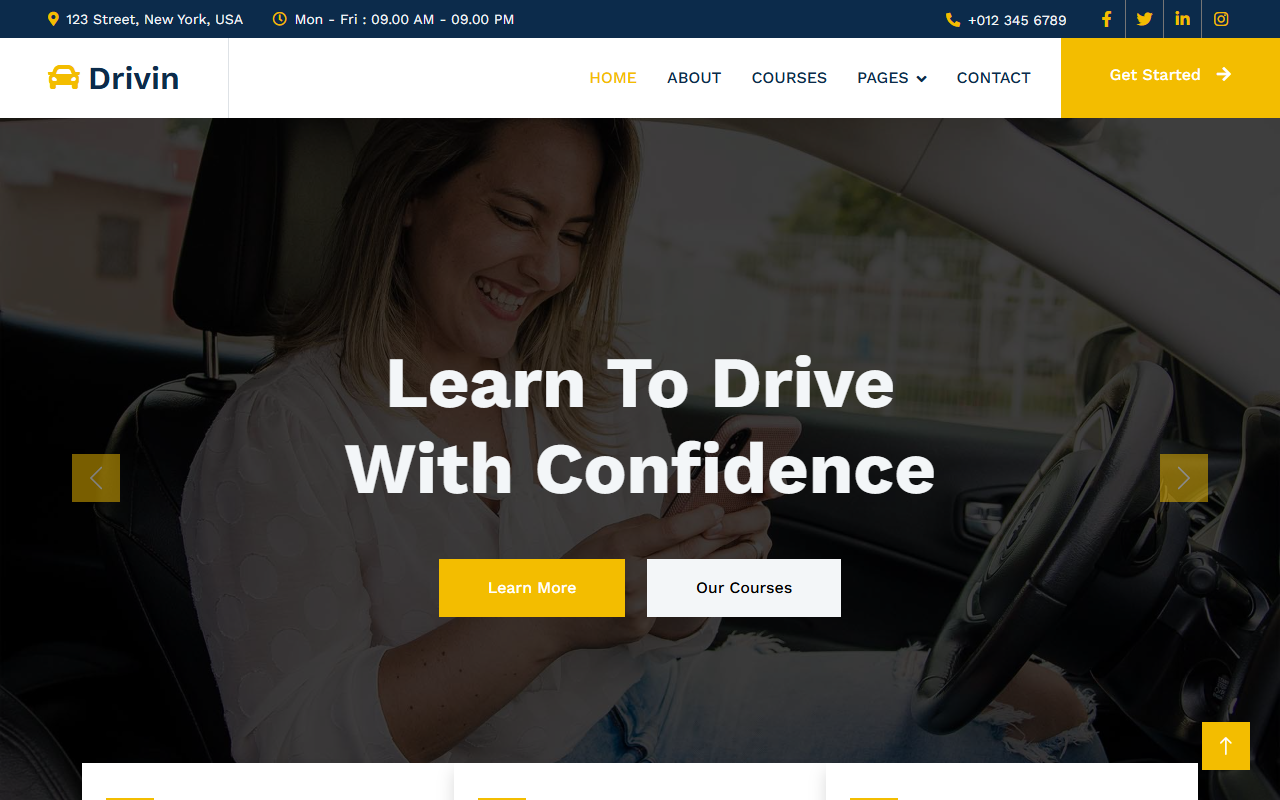 123 Street, New York, USA
Mon - Fri : 09.00 AM - 09.00 PM
+012 345 6789
Drivin
HOME
ABOUT
COURSES
PAGES
CONTACT
Get Started
Learn To Drive
With Confidence
Learn More
Our Courses